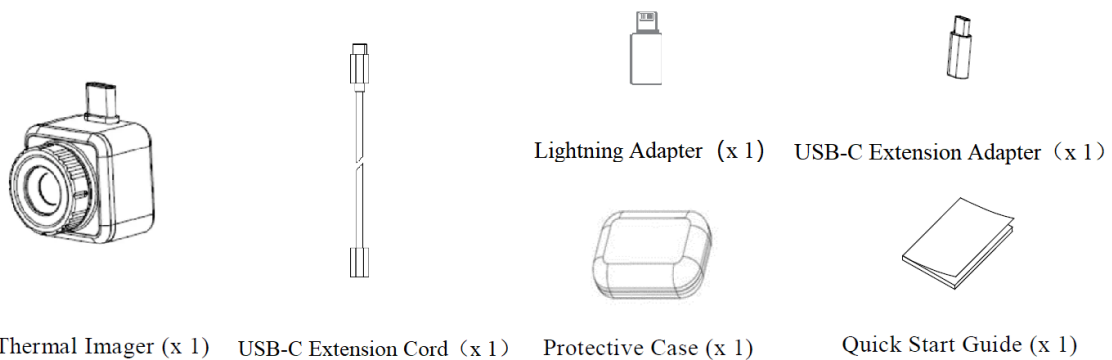 Lightning Adapter（x 1）
USB-C Extension Adapter（x 1）
Thermal Imager (x 1)
USB-C Extension Cord（x 1）
Protective Case (x 1)
Quick Start Guide (x 1)